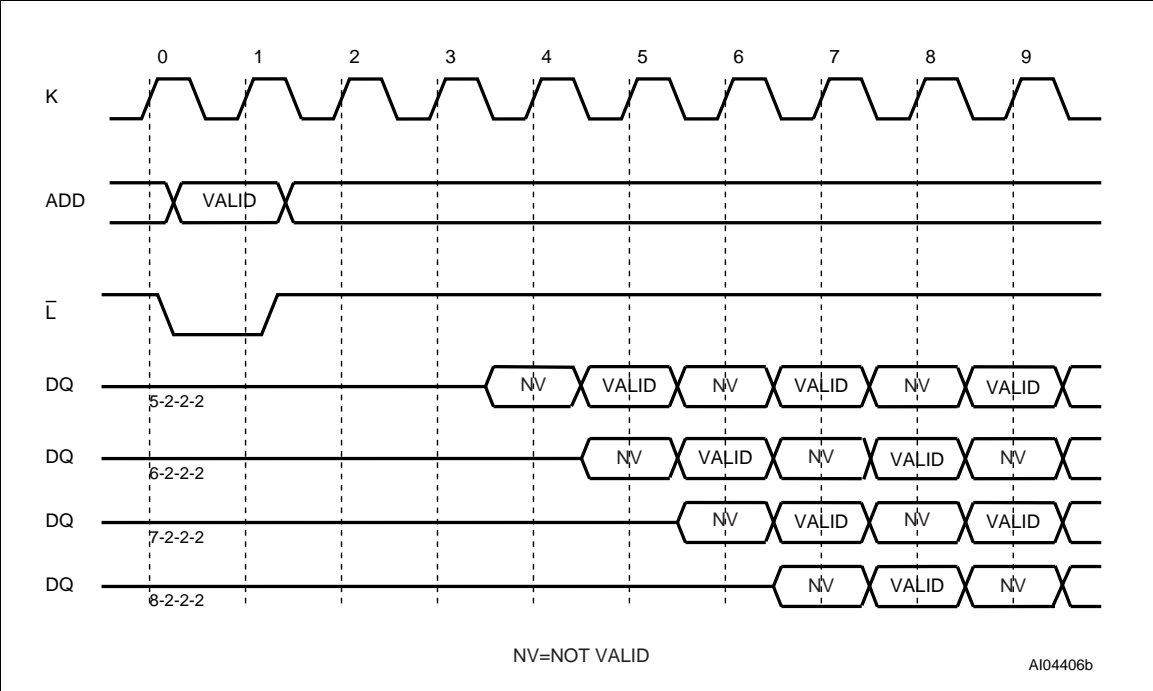 0 1 2 3 4 5 6 7 8 9
K
ADD VALID
L̅
DQ NV VALID NV VALID NV VALID
5-2-2-2
DQ NV VALID NV VALID NV
6-2-2-2
DQ NV VALID NV VALID
7-2-2-2
DQ NV VALID NV
8-2-2-2
NV=NOT VALID
AI04406b